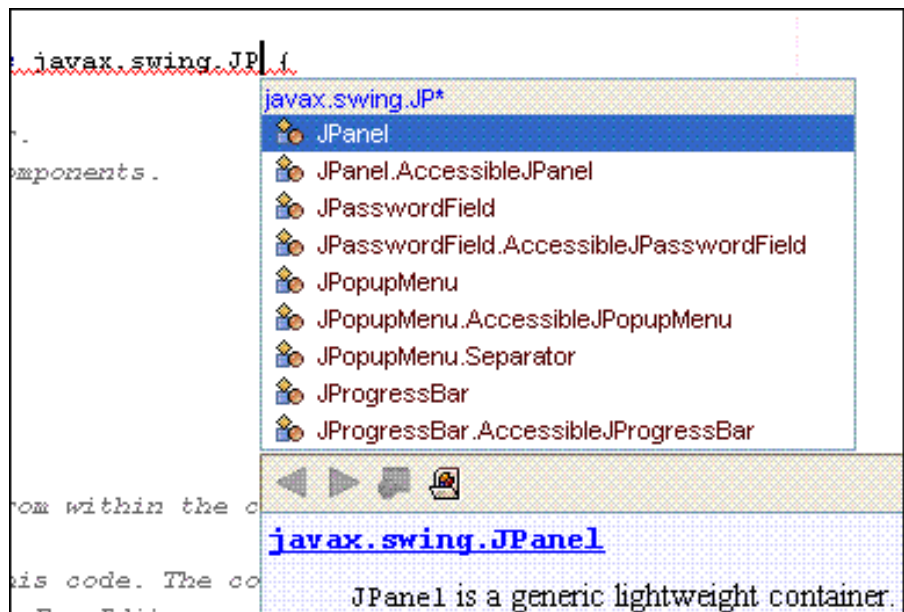 javax.swing.JP {
javax.swing.JP*
JPanel
JPanel.AccessibleJPanel
JPasswordField
JPasswordField.AccessibleJPasswordField
JPopupMenu
JPopupMenu.AccessibleJPopupMenu
JPopupMenu.Separator
JProgressBar
JProgressBar.AccessibleJProgressBar
omponents.
rom within the c
javax.swing.JPanel
his code. The co
JPanel is a generic lightweight container.